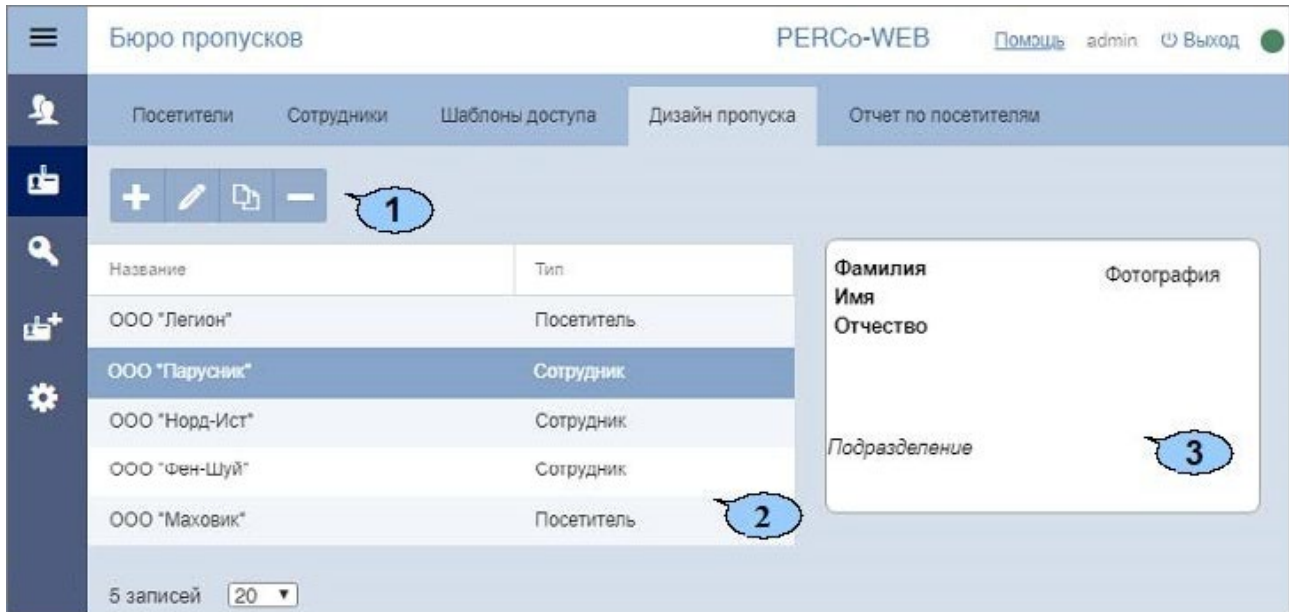 Бюро пропусков PERCo-WEB Помощь admin Выход
Посетители Сотрудники Шаблоны доступа Дизайн пропуска Отчет по посетителям
1
Название Тип
ООО "Легион" Посетитель
ООО "Парусник" Сотрудник
ООО "Норд-Ист" Сотрудник
ООО "Фен-Шуй" Сотрудник
ООО "Маховик" Посетитель
2
5 записей 20
Фамилия Фотография
Имя
Отчество
Подразделение
3